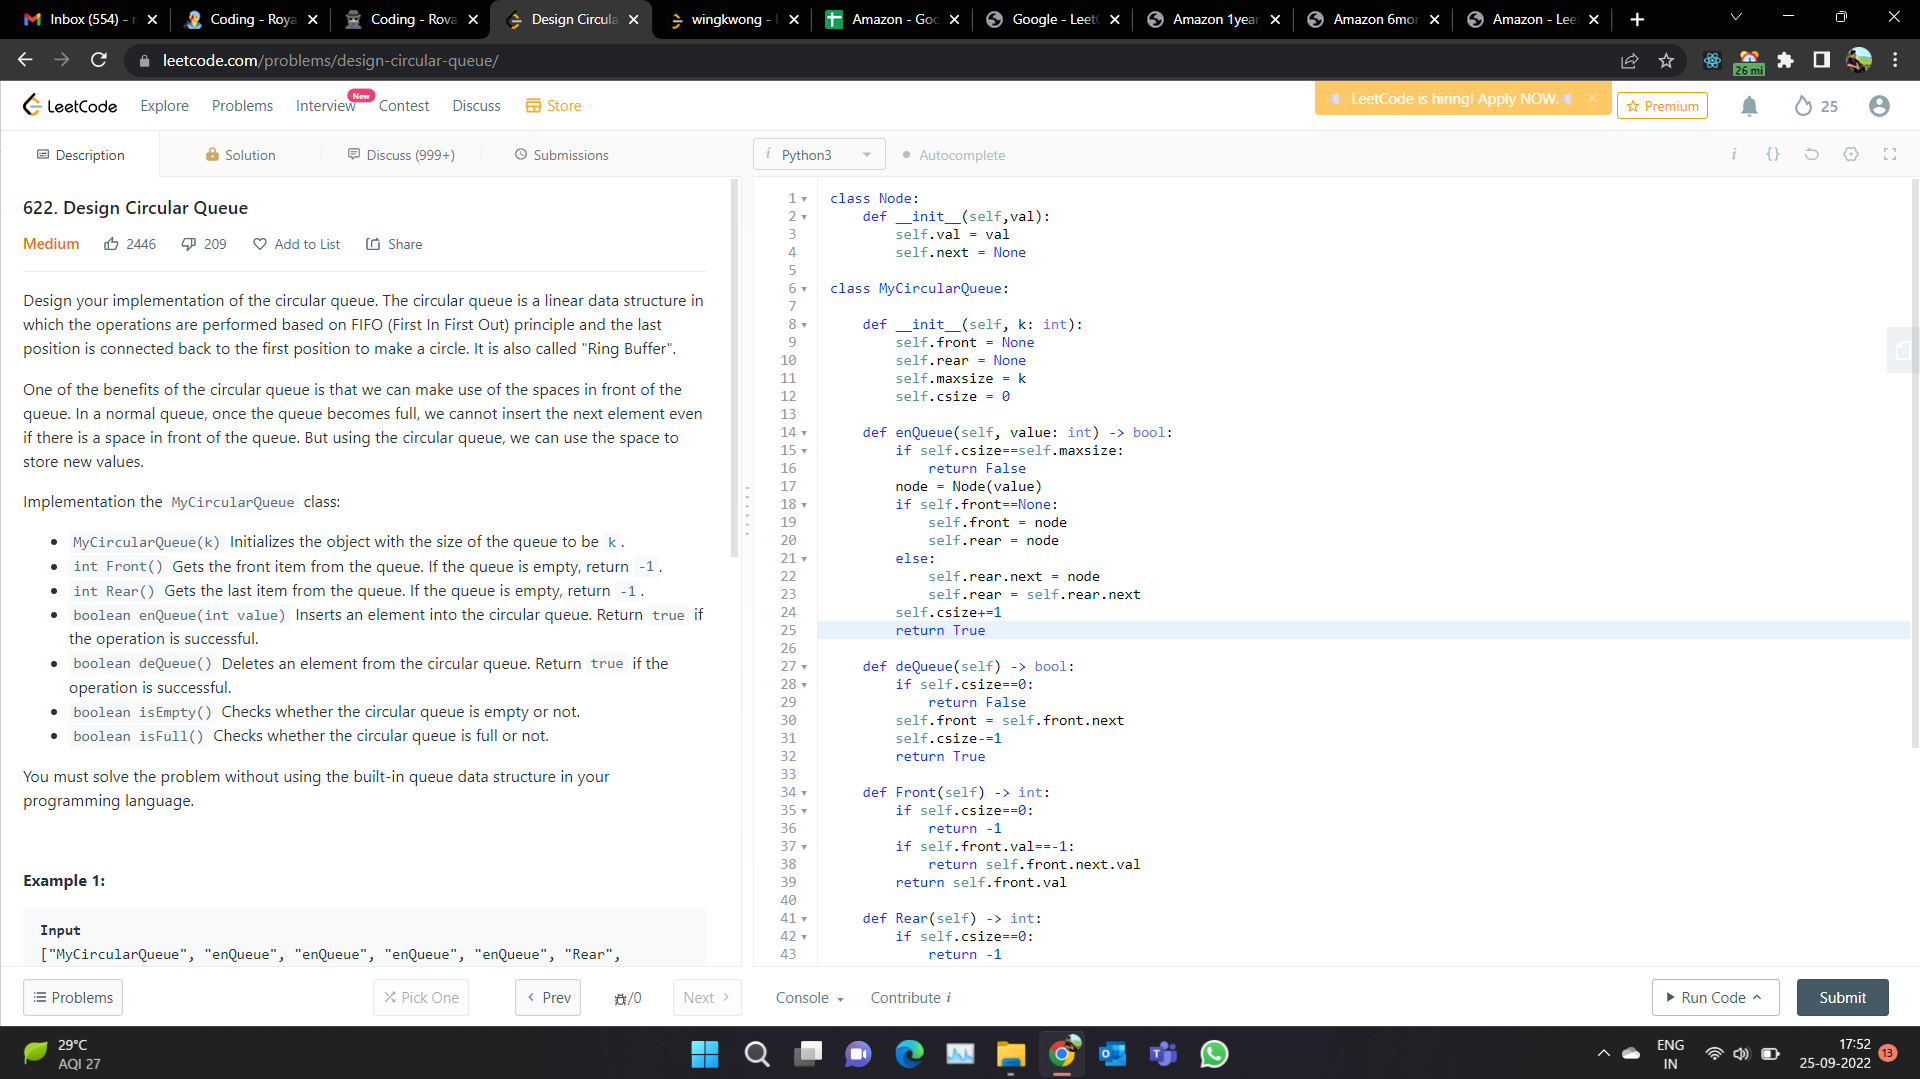 Inbox (554) - r
Coding - Roya
Coding - Rova
Design Circula
wingkwong - L
Amazon - Goo
Google - LeetC
Amazon 1year
Amazon 6mor
Amazon - Lee
leetcode.com/problems/design-circular-queue/
26 mi
LeetCode
Explore
Problems
Interview
New
Contest
Discuss
Store
LeetCode is hiring! Apply NOW.
Premium
25
Description
Solution
Discuss (999+)
Submissions
i Python3
Autocomplete
i {}
622. Design Circular Queue
Medium 2446 209 Add to List Share
Design your implementation of the circular queue. The circular queue is a linear data structure in
which the operations are performed based on FIFO (First In First Out) principle and the last
position is connected back to the first position to make a circle. It is also called "Ring Buffer".
One of the benefits of the circular queue is that we can make use of the spaces in front of the
queue. In a normal queue, once the queue becomes full, we cannot insert the next element even
if there is a space in front of the queue. But using the circular queue, we can use the space to
store new values.
Implementation the MyCircularQueue class:
• MyCircularQueue(k) Initializes the object with the size of the queue to be k .
• int Front() Gets the front item from the queue. If the queue is empty, return -1 .
• int Rear() Gets the last item from the queue. If the queue is empty, return -1 .
• boolean enQueue(int value) Inserts an element into the circular queue. Return true if
the operation is successful.
• boolean deQueue() Deletes an element from the circular queue. Return true if the
operation is successful.
• boolean isEmpty() Checks whether the circular queue is empty or not.
• boolean isFull() Checks whether the circular queue is full or not.
You must solve the problem without using the built-in queue data structure in your
programming language.
Example 1:
Input
["MyCircularQueue", "enQueue", "enQueue", "enQueue", "enQueue", "Rear",
1 class Node:
2     def __init__(self,val):
3         self.val = val
4         self.next = None
5
6 class MyCircularQueue:
7
8     def __init__(self, k: int):
9         self.front = None
10         self.rear = None
11         self.maxsize = k
12         self.csize = 0
13
14     def enQueue(self, value: int) -> bool:
15         if self.csize==self.maxsize:
16             return False
17         node = Node(value)
18         if self.front==None:
19             self.front = node
20             self.rear = node
21         else:
22             self.rear.next = node
23             self.rear = self.rear.next
24         self.csize+=1
25         return True
26
27     def deQueue(self) -> bool:
28         if self.csize==0:
29             return False
30         self.front = self.front.next
31         self.csize-=1
32         return True
33
34     def Front(self) -> int:
35         if self.csize==0:
36             return -1
37         if self.front.val==-1:
38             return self.front.next.val
39         return self.front.val
40
41     def Rear(self) -> int:
42         if self.csize==0:
43             return -1
Problems
Pick One
Prev
/0
Next
Console
Contribute i
Run Code
Submit
29°C
AQI 27
ENG
IN
17:52
25-09-2022
13